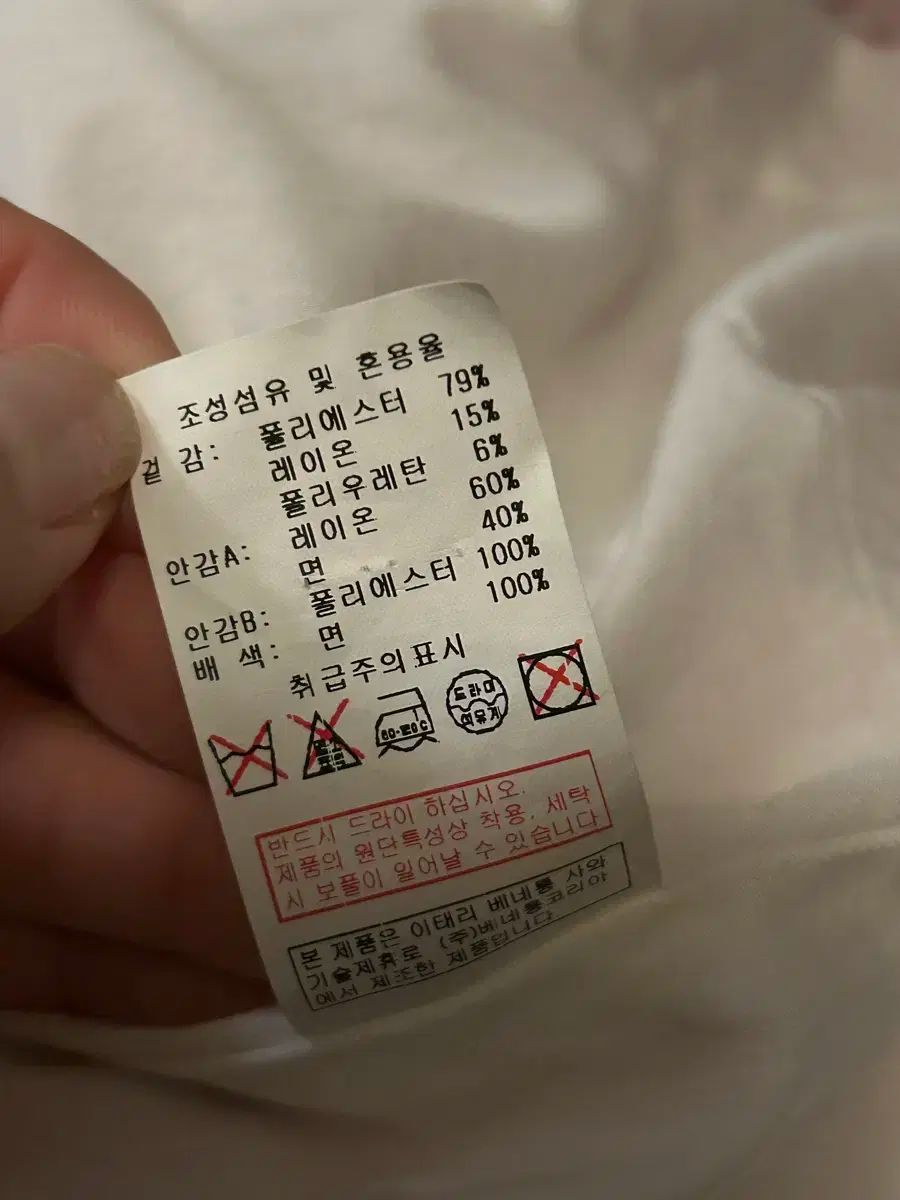 조성섬유 및 혼용율
겉 감: 폴리에스터 79%
레이온 15%
폴리우레탄 6%
안감A: 레이온 60%
면 40%
안감B: 폴리에스터 100%
배 색: 면 100%
취급주의표시
드라이
석유계
반드시 드라이 하십시오.
제품의 원단특성상 착용, 세탁
시 보풀이 일어날 수 있습니다
본 제품은 이태리 베네통 사와
기술제휴로 (주)베네통코리아
에서 제조한 제품입니다